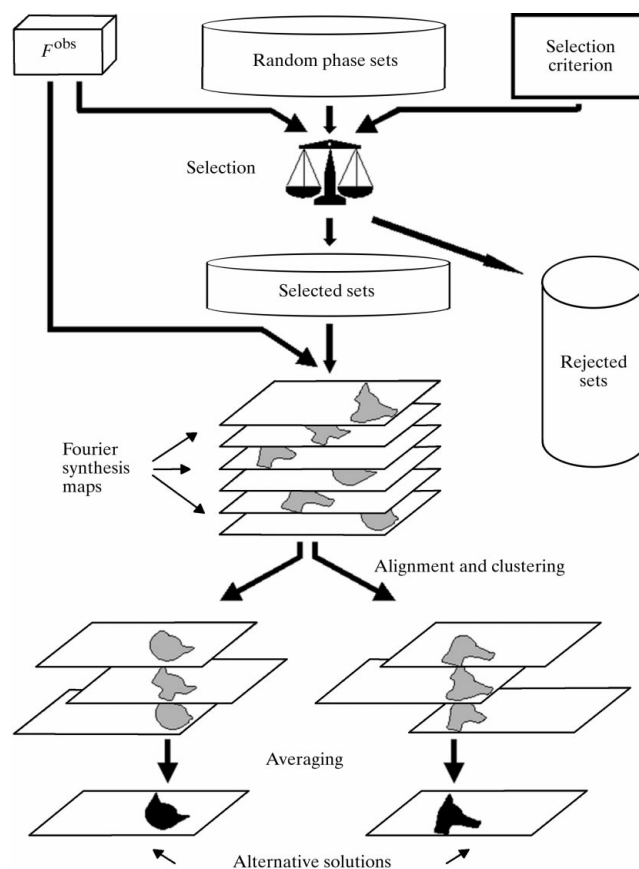 F^obs
Random phase sets
Selection
criterion
Selection
Selected sets
Rejected
sets
Fourier
synthesis
maps
Alignment and clustering
Averaging
Alternative solutions